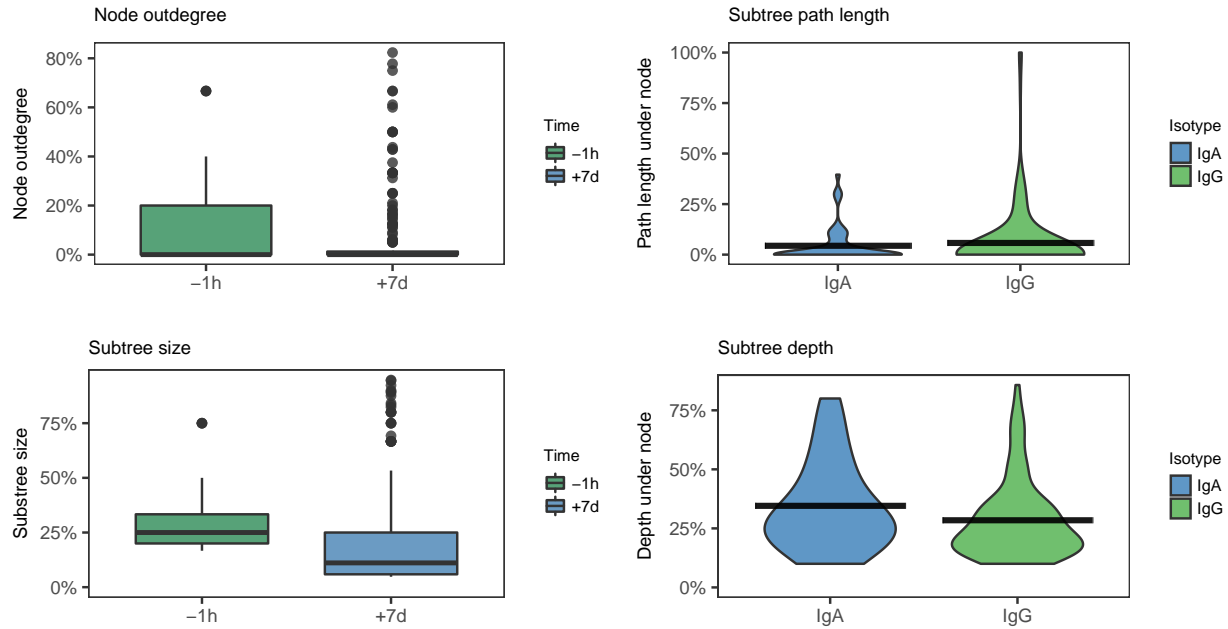 Node outdegree
Node outdegree
80%
60%
40%
20%
0%
−1h
+7d
Time
−1h
+7d
Subtree path length
Path length under node
100%
75%
50%
25%
0%
IgA
IgG
Isotype
IgA
IgG
Subtree size
Substree size
75%
50%
25%
0%
−1h
+7d
Time
−1h
+7d
Subtree depth
Depth under node
75%
50%
25%
0%
IgA
IgG
Isotype
IgA
IgG